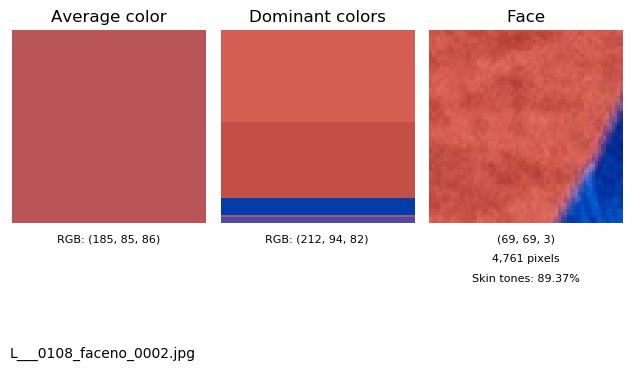 Average color
Dominant colors
Face
RGB: (185, 85, 86)
RGB: (212, 94, 82)
(69, 69, 3)
4,761 pixels
Skin tones: 89.37%
L___0108_faceno_0002.jpg